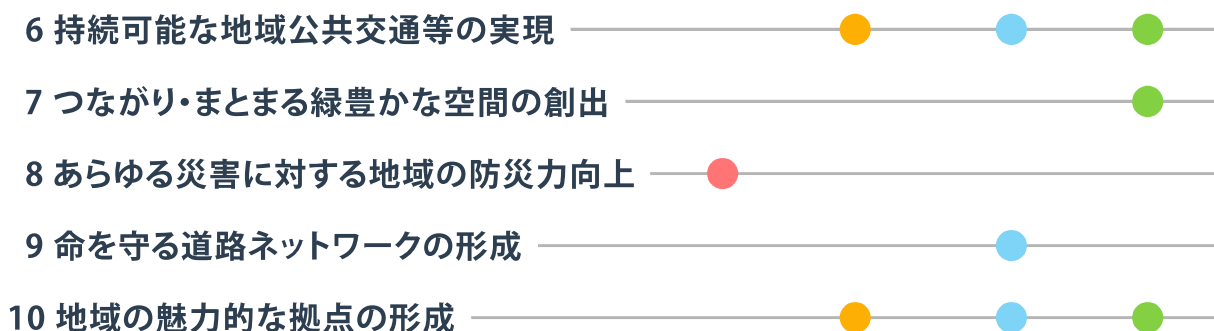 6 持続可能な地域公共交通等の実現
7 つながり・まとまる緑豊かな空間の創出
8 あらゆる災害に対する地域の防災力向上
9 命を守る道路ネットワークの形成
10 地域の魅力的な拠点の形成